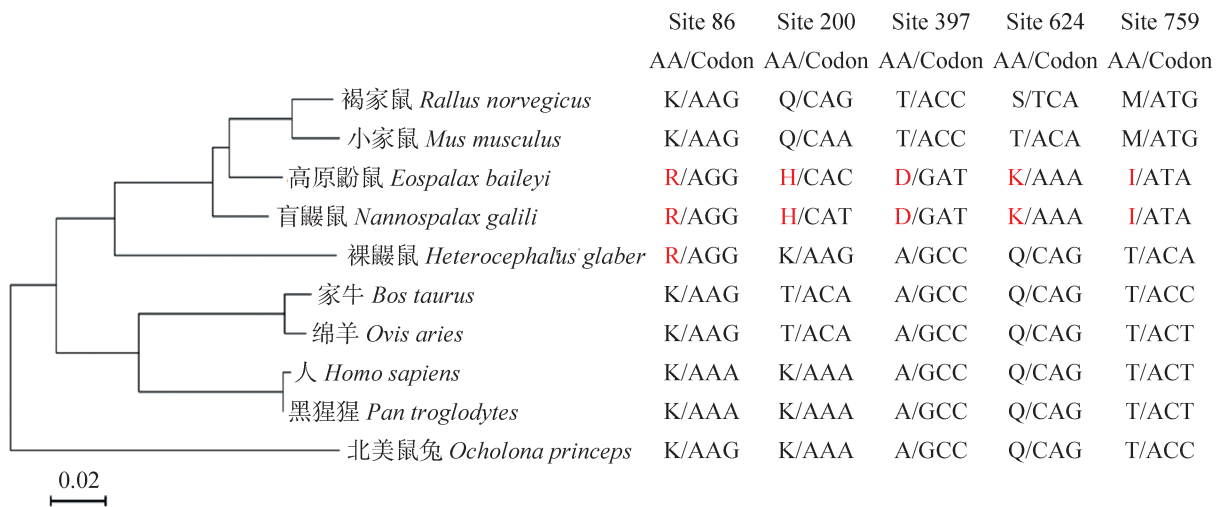 Site 86 Site 200 Site 397 Site 624 Site 759
AA/Codon AA/Codon AA/Codon AA/Codon AA/Codon
褐家鼠 Rallus norvegicus K/AAG Q/CAG T/ACC S/TCA M/ATG
小家鼠 Mus musculus K/AAG Q/CAA T/ACC T/ACA M/ATG
高原鼢鼠 Eospalax baileyi R/AGG H/CAC D/GAT K/AAA I/ATA
盲鼹鼠 Nannospalax galili R/AGG H/CAT D/GAT K/AAA I/ATA
裸鼹鼠 Heterocephalus glaber R/AGG K/AAG A/GCC Q/CAG T/ACA
家牛 Bos taurus K/AAG T/ACA A/GCC Q/CAG T/ACC
绵羊 Ovis aries K/AAG T/ACA A/GCC Q/CAG T/ACT
人 Homo sapiens K/AAA K/AAA A/GCC Q/CAG T/ACT
黑猩猩 Pan troglodytes K/AAA K/AAA A/GCC Q/CAG T/ACT
北美鼠兔 Ocholona princeps K/AAG K/AAA A/GCC Q/CAG T/ACC
0.02